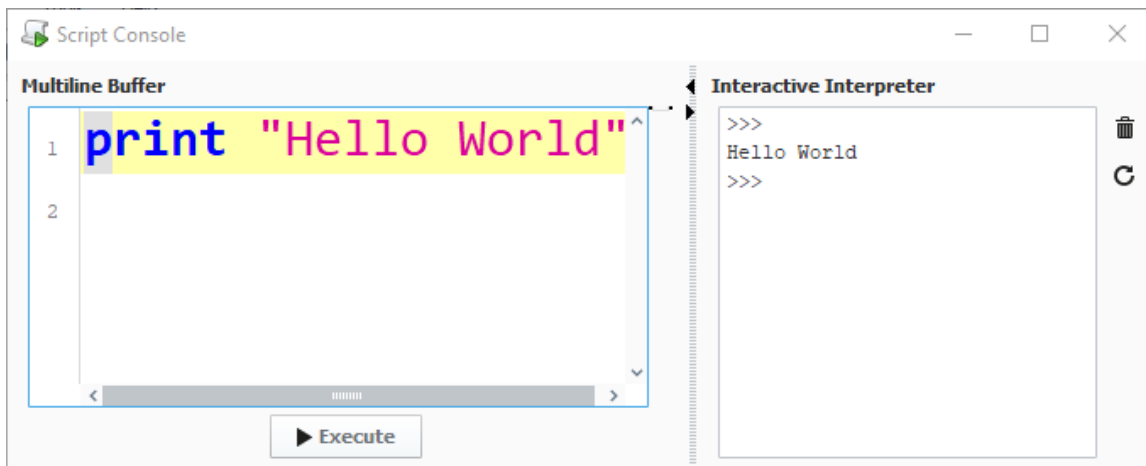 Script Console
Multiline Buffer
1 print "Hello World"
2
Execute
Interactive Interpreter
>>>
Hello World
>>>